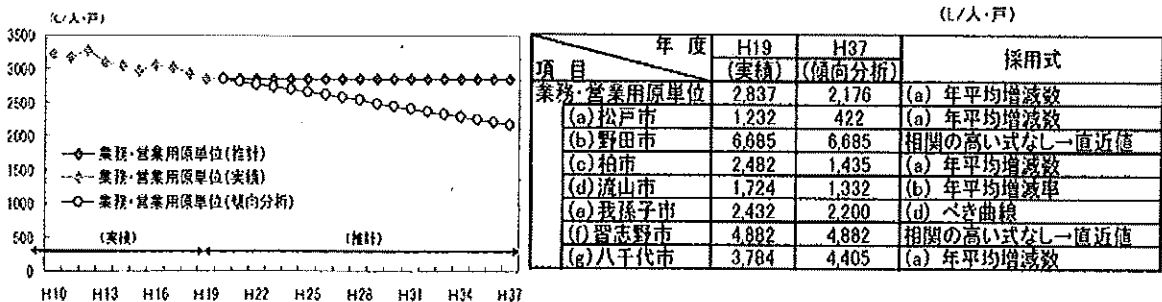 (L/人・戸)
3500
3000
2500
2000
1500
1000
500
0
業務・営業用原単位(推計)
業務・営業用原単位(実績)
業務・営業用原単位(傾向分析)
(実績)
(推計)
H10 H13 H16 H19 H22 H25 H28 H31 H34 H37
(L/人・戸)
年 度 H19 H37 採用式
項 目 (実績) (傾向分析)
業務・営業用原単位 2,837 2,176 (a) 年平均増減数
(a)松戸市 1,232 422 (a) 年平均増減数
(b)野田市 6,685 6,685 相関の高い式なし→直近値
(c)柏市 2,482 1,435 (a) 年平均増減数
(d)流山市 1,724 1,332 (b) 年平均増減率
(e)我孫子市 2,432 2,200 (d) べき曲線
(f)習志野市 4,882 4,882 相関の高い式なし→直近値
(g)八千代市 3,784 4,405 (a) 年平均増減数